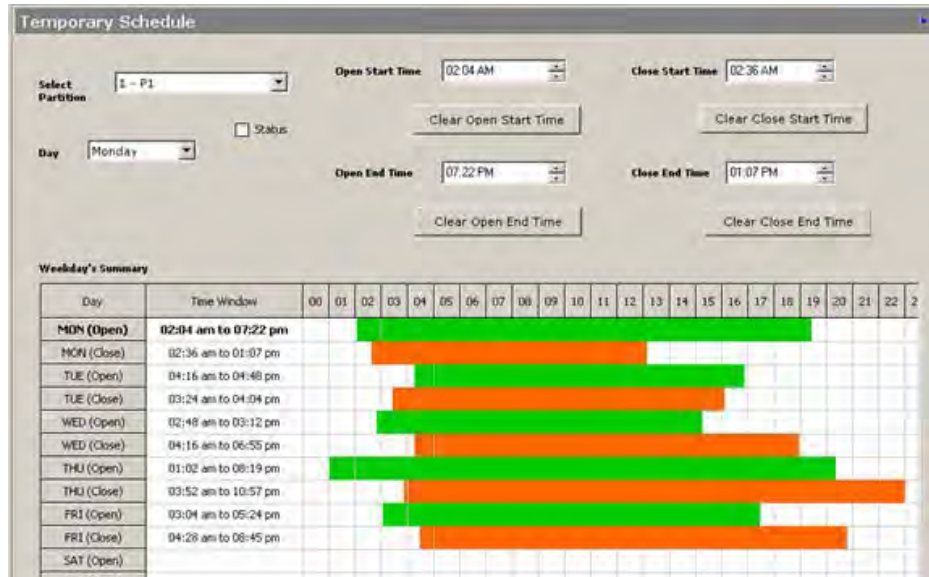 Temporary Schedule
Select Partition
1 - P1
Status
Day
Monday
Open Start Time
02:04 AM
Clear Open Start Time
Open End Time
07:22 PM
Clear Open End Time
Close Start Time
02:36 AM
Clear Close Start Time
Close End Time
01:07 PM
Clear Close End Time
Weekday's Summary
Day Time Window 00 01 02 03 04 05 06 07 08 09 10 11 12 13 14 15 16 17 18 19 20 21 22 2
MON (Open) 02:04 am to 07:22 pm
MON (Close) 02:36 am to 01:07 pm
TUE (Open) 04:16 am to 04:48 pm
TUE (Close) 03:24 am to 04:04 pm
WED (Open) 02:48 am to 03:12 pm
WED (Close) 04:16 am to 06:55 pm
THU (Open) 01:02 am to 08:19 pm
THU (Close) 03:52 am to 10:57 pm
FRI (Open) 03:04 am to 05:24 pm
FRI (Close) 04:28 am to 08:45 pm
SAT (Open)